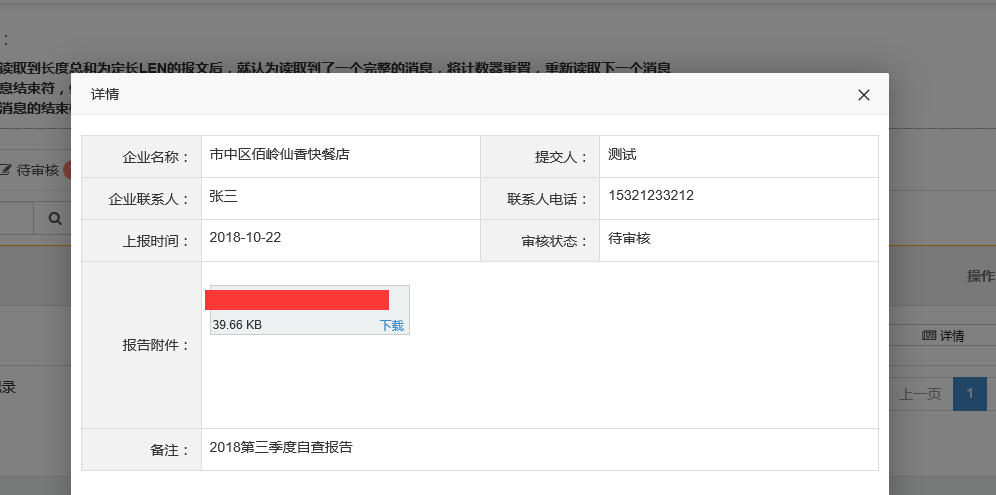 ：
读取到长度总和为定长LEN的报文后，就认为读取到了一个完整的消息，将计数器重置，重新读取下一个消息
息结束符，
消息的结束
详情
待审核
企业名称： 市中区佰岭仙香快餐店 提交人： 测试
企业联系人： 张三 联系人电话： 15321233212
上报时间： 2018-10-22 审核状态： 待审核
操作
39.66 KB 下载
详情
报告附件：
录
上一页 1
备注： 2018第三季度自查报告